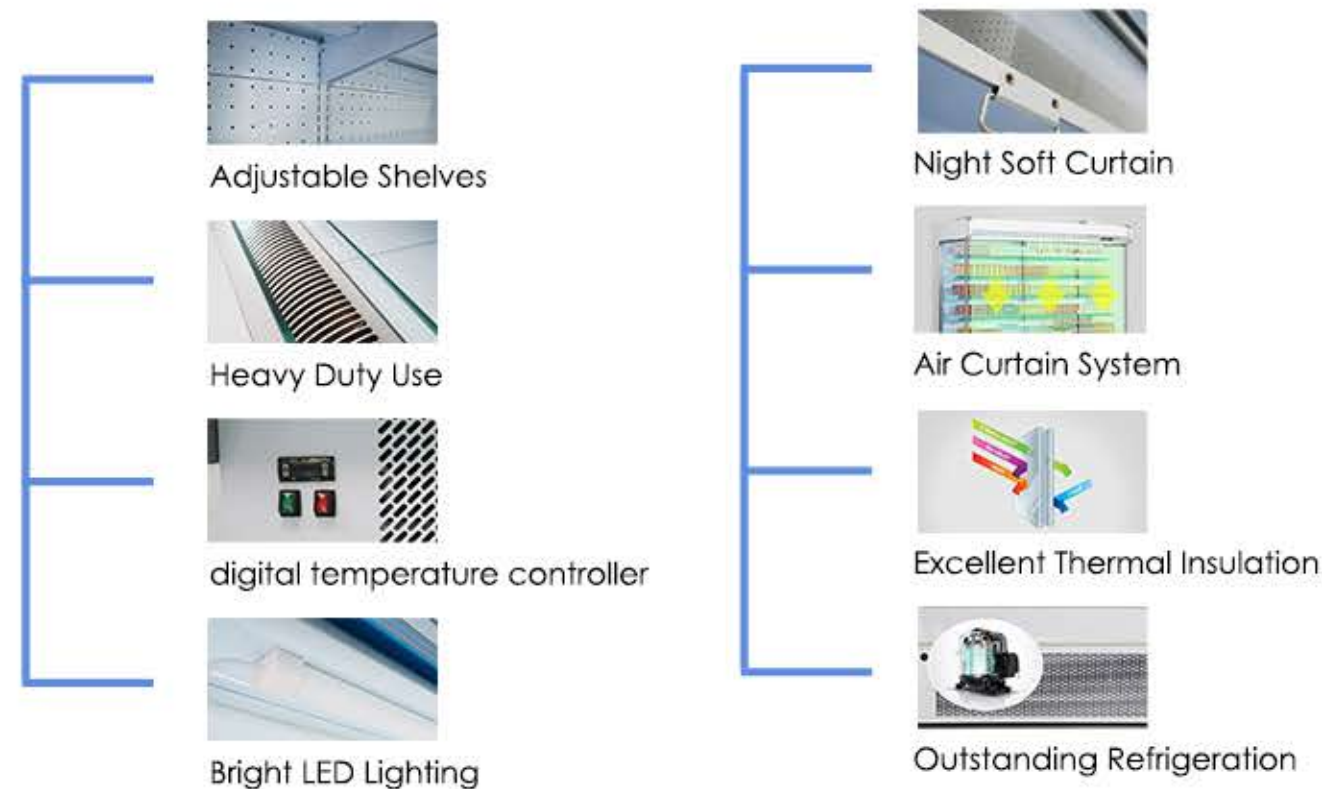 Adjustable Shelves
Heavy Duty Use
digital temperature controller
Bright LED Lighting
Night Soft Curtain
Air Curtain System
Excellent Thermal Insulation
Outstanding Refrigeration